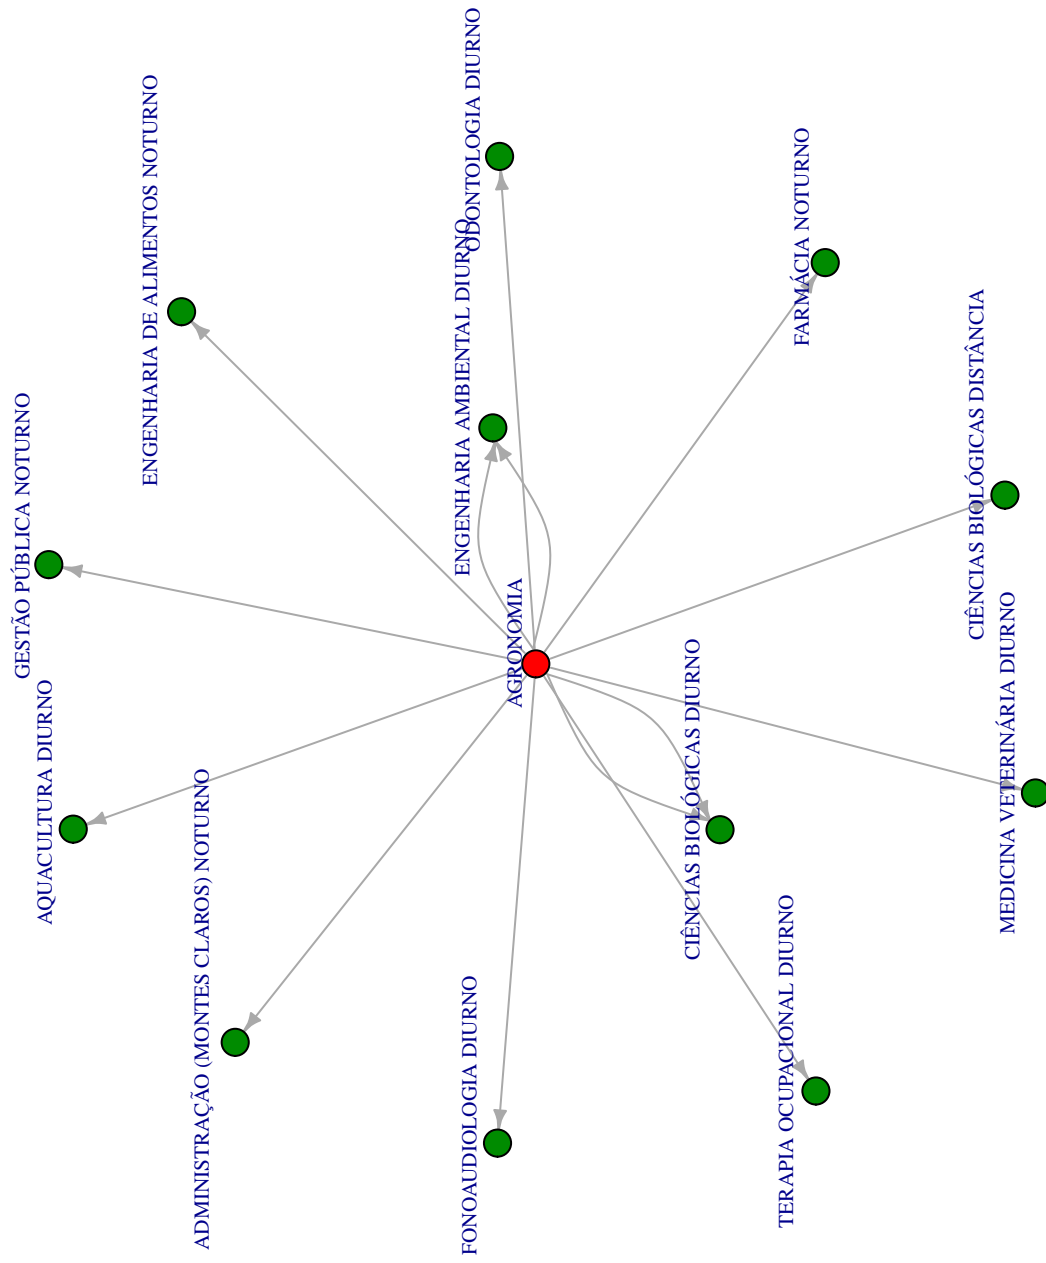 ODONTOLOGIA DIURNO
ENGENHARIA DE ALIMENTOS NOTURNO
FARMÁCIA NOTURNO
ENGENHARIA AMBIENTAL DIURNO
CIÊNCIAS BIOLÓGICAS DISTÂNCIA
GESTÃO PÚBLICA NOTURNO
AGRONOMIA
MEDICINA VETERINÁRIA DIURNO
CIÊNCIAS BIOLÓGICAS DIURNO
AQUACULTURA DIURNO
ADMINISTRAÇÃO (MONTES CLAROS) NOTURNO
TERAPIA OCUPACIONAL DIURNO
FONOAUDIOLOGIA DIURNO